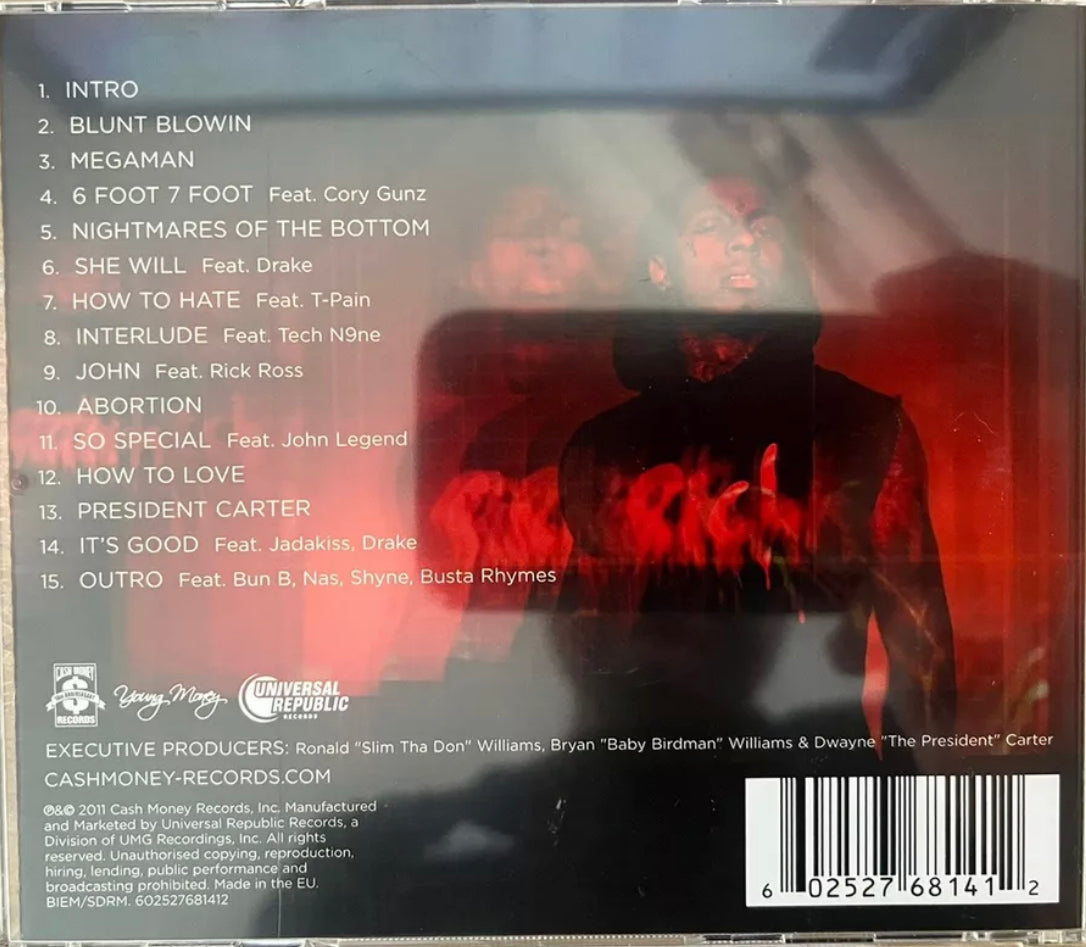 1. INTRO
2. BLUNT BLOWIN
3. MEGAMAN
4. 6 FOOT 7 FOOT Feat. Cory Gunz
5. NIGHTMARES OF THE BOTTOM
6. SHE WILL Feat. Drake
7. HOW TO HATE Feat. T-Pain
8. INTERLUDE Feat. Tech N9ne
9. JOHN Feat. Rick Ross
10. ABORTION
11. SO SPECIAL Feat. John Legend
12. HOW TO LOVE
13. PRESIDENT CARTER
14. IT'S GOOD Feat. Jadakiss, Drake
15. OUTRO Feat. Bun B, Nas, Shyne, Busta Rhymes
Rich
CASH MONEY
RECORDS
Young Money
UNIVERSAL
REPUBLIC
RECORDS
EXECUTIVE PRODUCERS: Ronald "Slim Tha Don" Williams, Bryan "Baby Birdman" Williams & Dwayne "The President" Carter
CASHMONEY-RECORDS.COM
℗&© 2011 Cash Money Records, Inc. Manufactured
and Marketed by Universal Republic Records, a
Division of UMG Recordings, Inc. All rights
reserved. Unauthorised copying, reproduction,
hiring, lending, public performance and
broadcasting prohibited. Made in the EU.
BIEM/SDRM. 602527681412
6 02527 68141 2